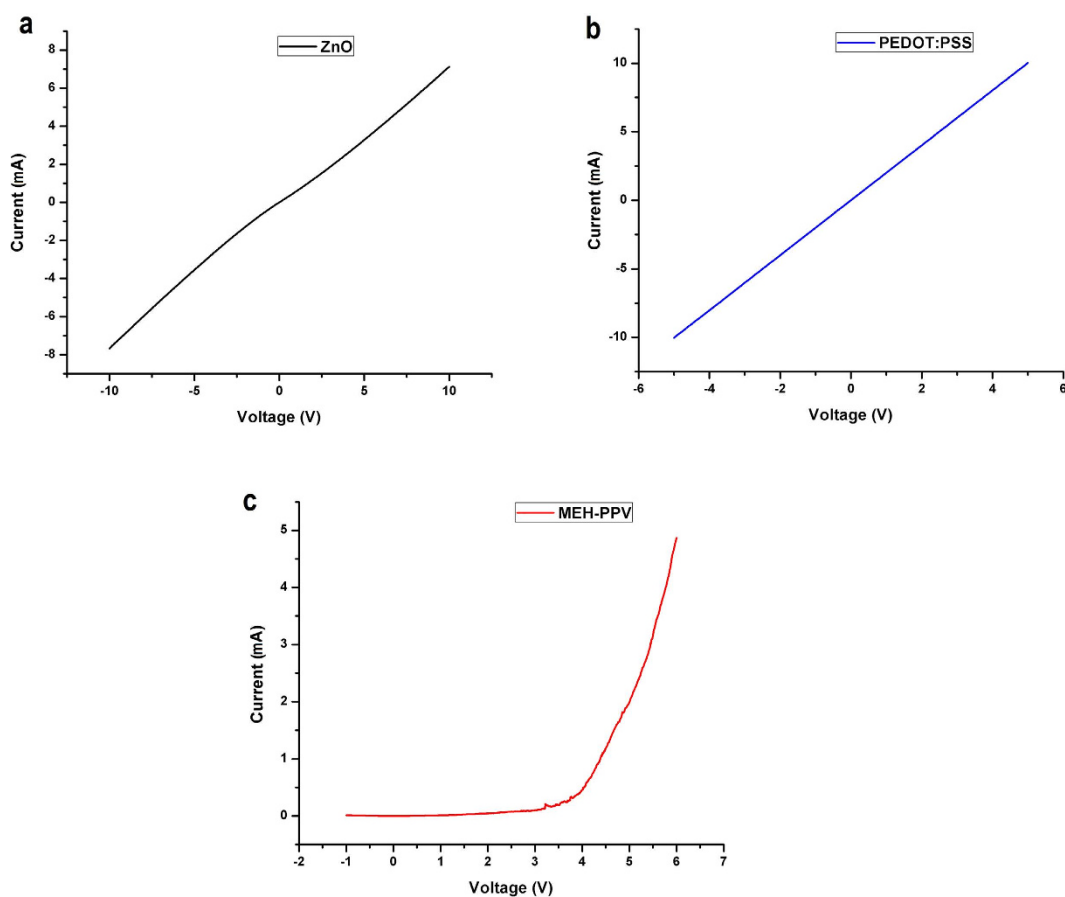 a
ZnO
8
6
4
2
0
-2
-4
-6
-8
Current (mA)
-10 -5 0 5 10
Voltage (V)
b
PEDOT:PSS
10
5
0
-5
-10
Current (mA)
-6 -4 -2 0 2 4 6
Voltage (V)
c
MEH-PPV
5
4
3
2
1
0
Current (mA)
-2 -1 0 1 2 3 4 5 6 7
Voltage (V)